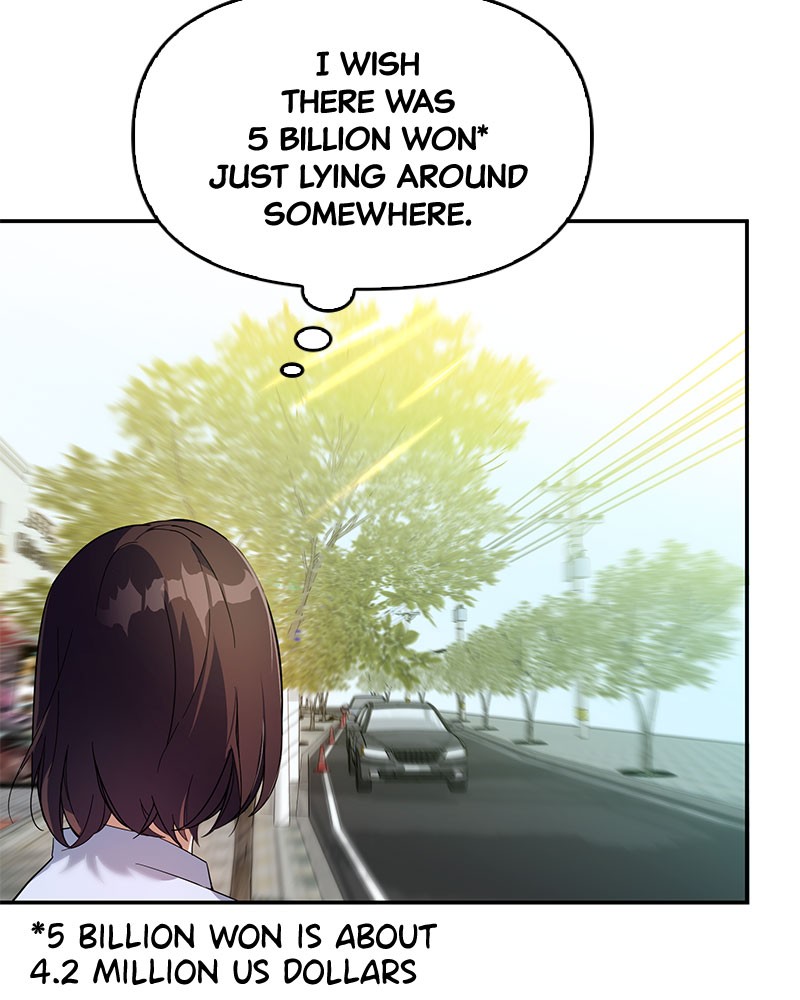 I WISH
THERE WAS
5 BILLION WON*
JUST LYING AROUND
SOMEWHERE.
*5 BILLION WON IS ABOUT
4.2 MILLION US DOLLARS